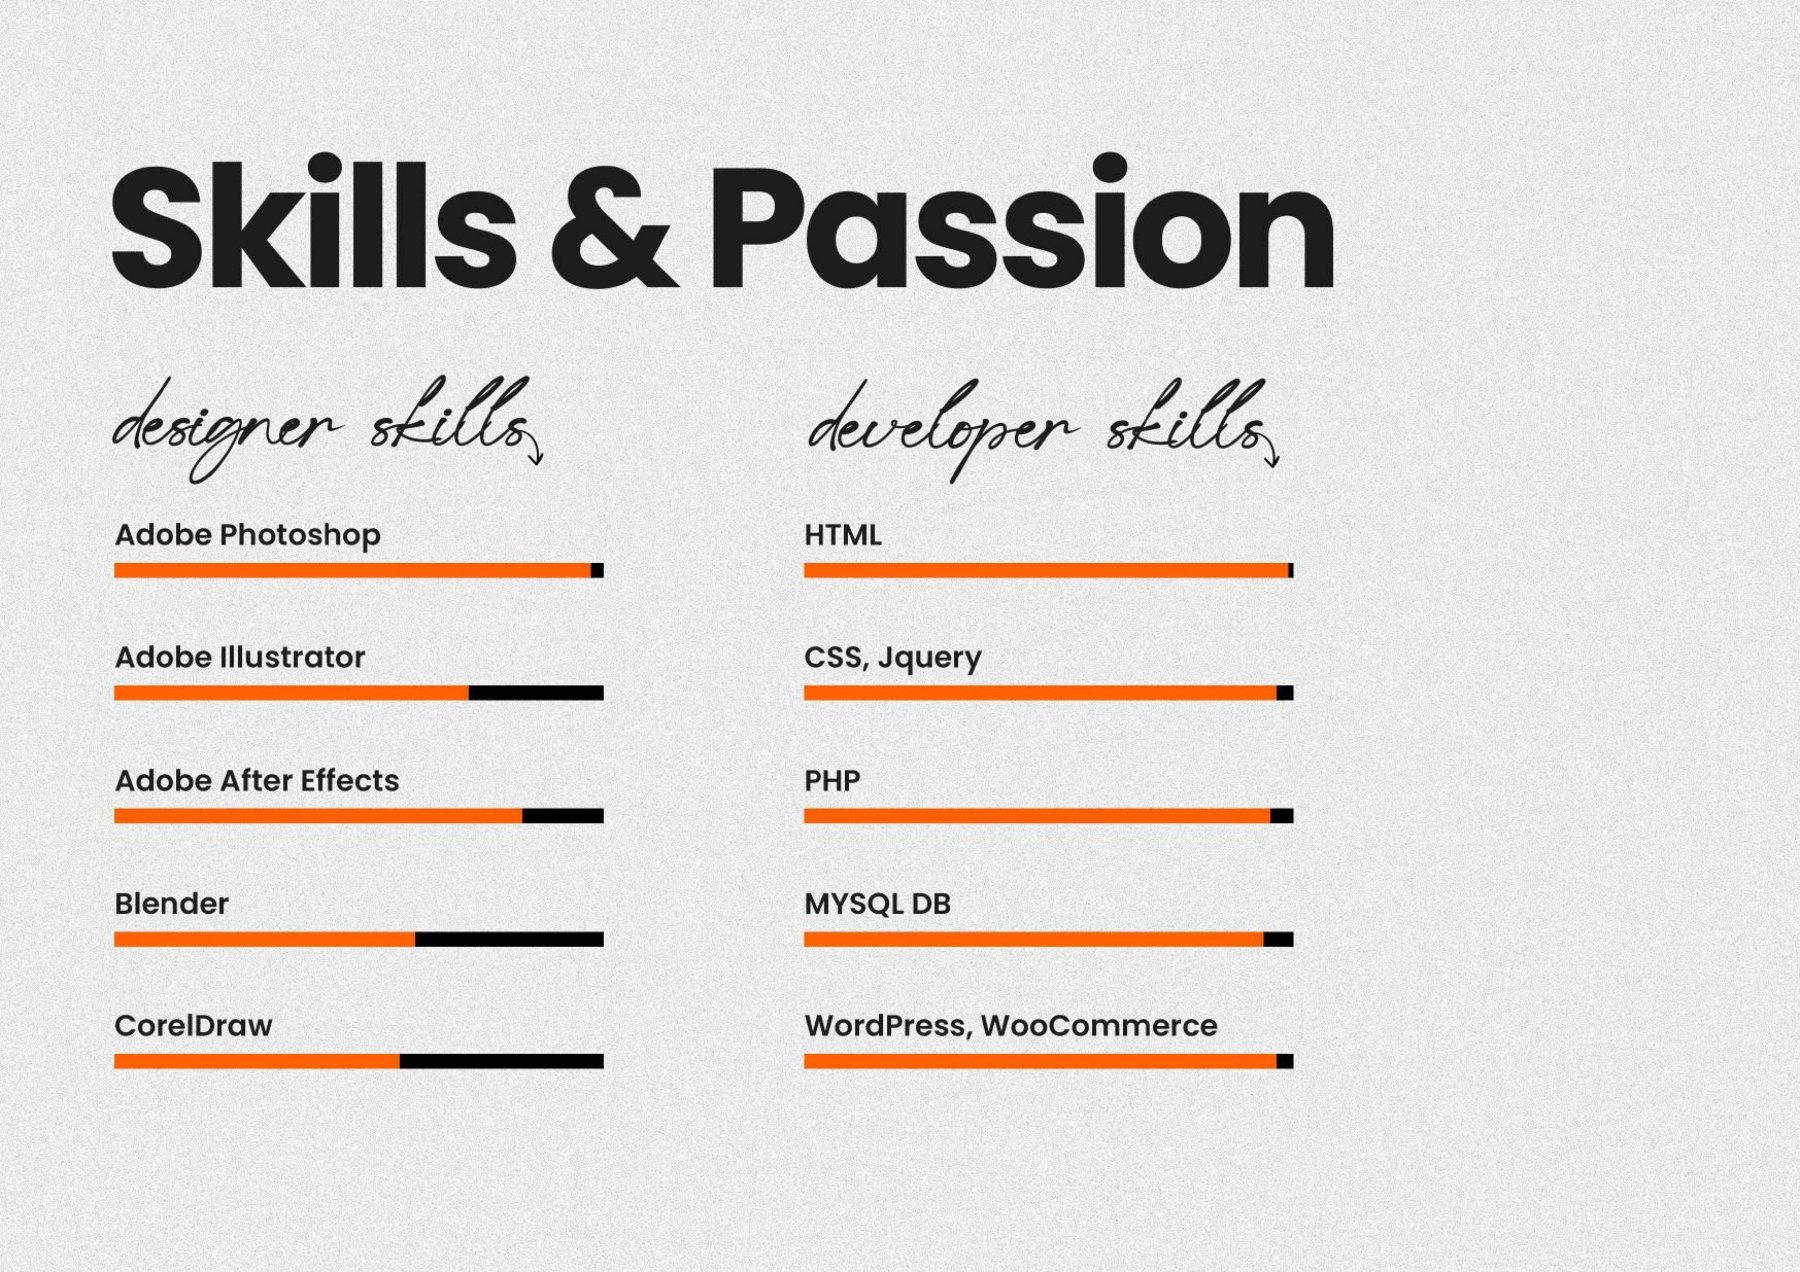 Skills & Passion
designer skills
Adobe Photoshop
Adobe Illustrator
Adobe After Effects
Blender
CorelDraw
developer skills
HTML
CSS, Jquery
PHP
MYSQL DB
WordPress, WooCommerce